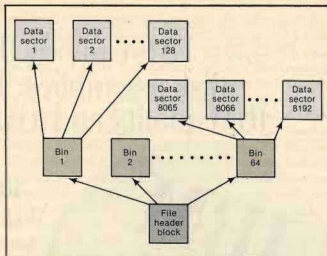 Data
sector
1
Data
sector
2
Data
sector
128
Data
sector
8065
Data
sector
8066
Data
sector
8192
Bin
1
Bin
2
Bin
64
File
header
block